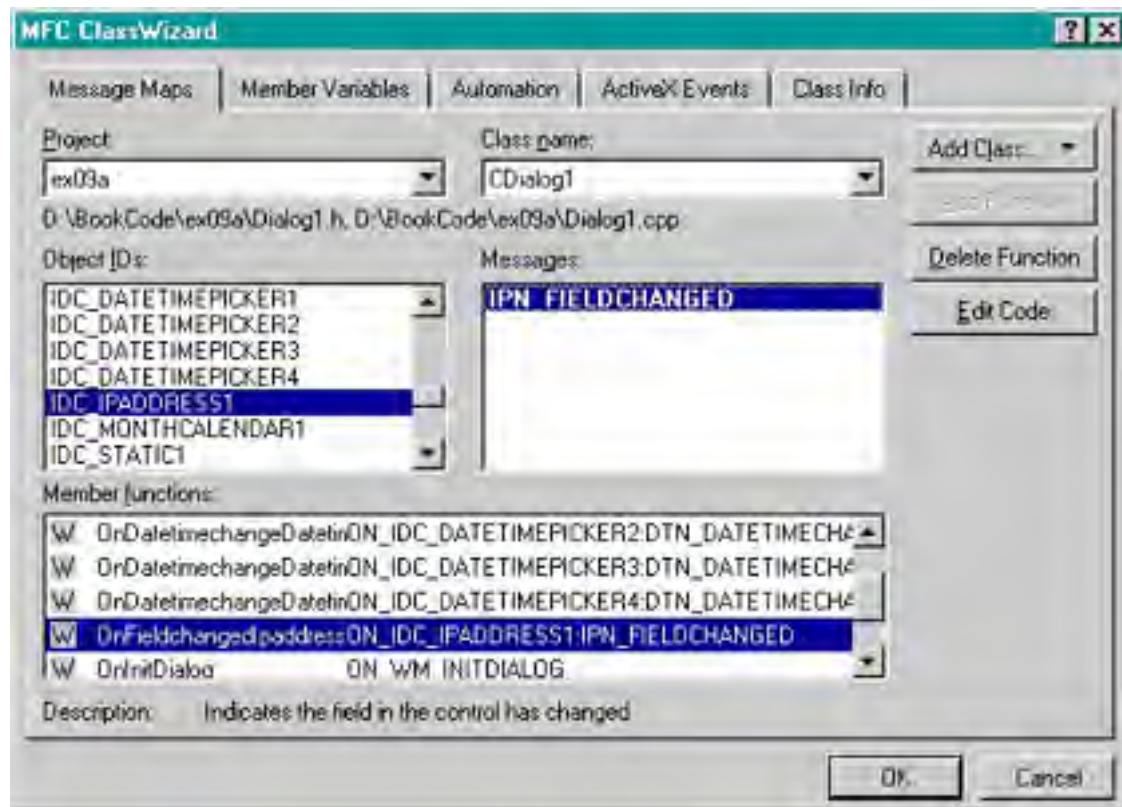 MFC ClassWizard
Message Maps Member Variables Automation ActiveX Events Class Info
Project: Class name:
Add Class...
ex09a CDialog1
D:\BookCode\ex09a\Dialog1.h, D:\BookCode\ex09a\Dialog1.cpp
Object IDs: Messages:
Delete Function
IDC_DATETIMEPICKER1 IPN_FIELDCHANGED
IDC_DATETIMEPICKER2
Edit Code
IDC_DATETIMEPICKER3
IDC_DATETIMEPICKER4
IDC_IPADDRESS1
IDC_MONTHCALENDAR1
IDC_STATIC1
Member functions:
W OnDatetimechangeDatetin ON_IDC_DATETIMEPICKER2:DTN_DATETIMECHA
W OnDatetimechangeDatetin ON_IDC_DATETIMEPICKER3:DTN_DATETIMECHA
W OnDatetimechangeDatetin ON_IDC_DATETIMEPICKER4:DTN_DATETIMECHA
W OnFieldchangedIpaddress ON_IDC_IPADDRESS1:IPN_FIELDCHANGED
W OnInitDialog ON_WM_INITDIALOG
Description: Indicates the field in the control has changed
OK Cancel